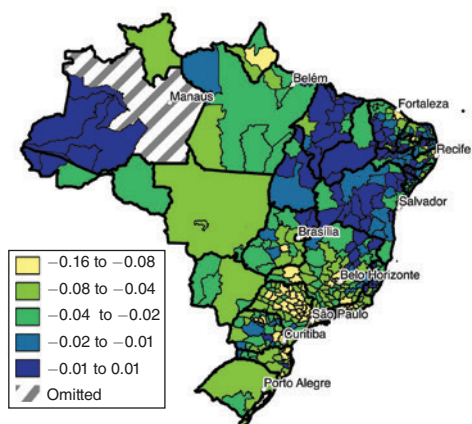 Belém
Manaus
Fortaleza
Recife
Salvador
Brasília
Belo Horizonte
São Paulo
Curitiba
Porto Alegre
−0.16 to −0.08
−0.08 to −0.04
−0.04 to −0.02
−0.02 to −0.01
−0.01 to 0.01
Omitted